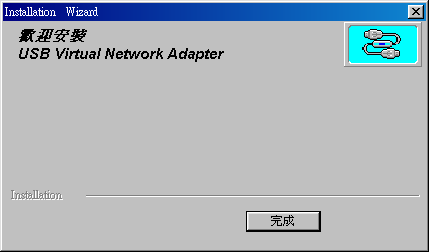 Installation Wizard
歡迎安裝
USB Virtual Network Adapter
Installation
完成